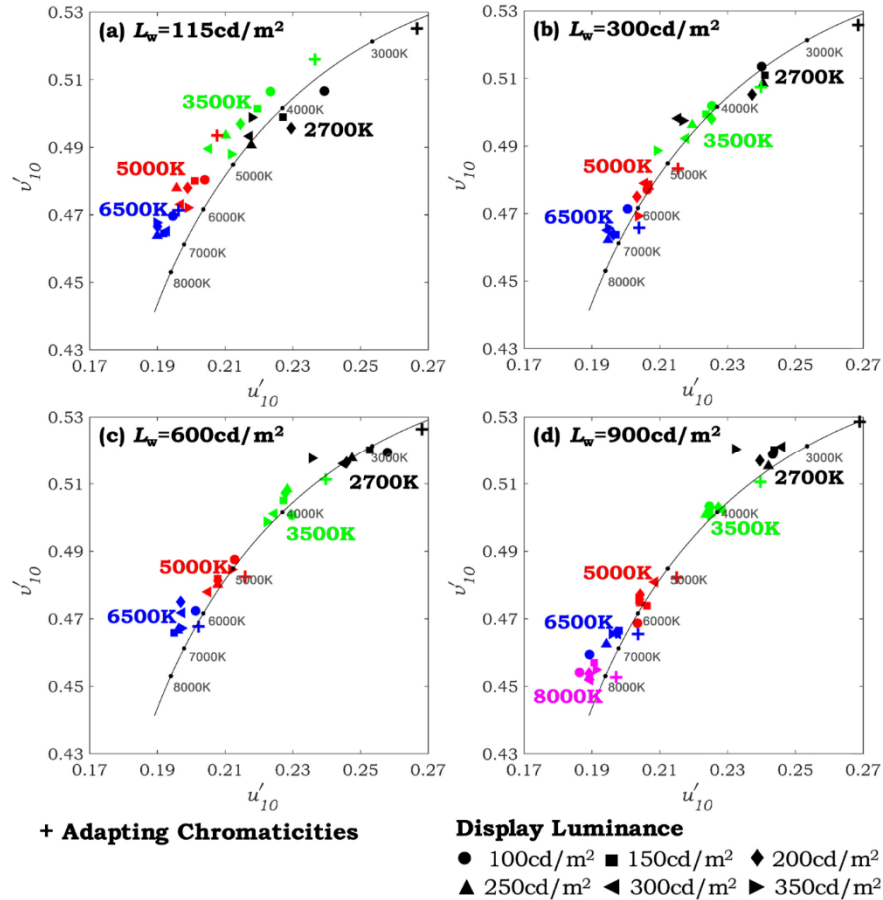 (a) Lw=115cd/m²
(b) Lw=300cd/m²
0.53
0.51
0.49
0.47
0.45
0.43
0.17
0.19
0.21
0.23
0.25
0.27
v'10
u'10
3500K
2700K
5000K
6500K
3000K
4000K
5000K
6000K
7000K
8000K
0.53
0.51
0.49
0.47
0.45
0.43
0.17
0.19
0.21
0.23
0.25
0.27
v'10
u'10
2700K
3500K
5000K
6500K
3000K
4000K
5000K
6000K
7000K
8000K
(c) Lw=600cd/m²
(d) Lw=900cd/m²
0.53
0.51
0.49
0.47
0.45
0.43
0.17
0.19
0.21
0.23
0.25
0.27
v'10
u'10
2700K
3500K
5000K
6500K
3000K
4000K
5000K
6000K
7000K
8000K
0.53
0.51
0.49
0.47
0.45
0.43
0.17
0.19
0.21
0.23
0.25
0.27
v'10
u'10
2700K
3500K
5000K
6500K
8000K
3000K
4000K
5000K
6000K
7000K
8000K
+ Adapting Chromaticities
Display Luminance
● 100cd/m² ■ 150cd/m² ♦ 200cd/m²
▲ 250cd/m² ◀ 300cd/m² ▶ 350cd/m²